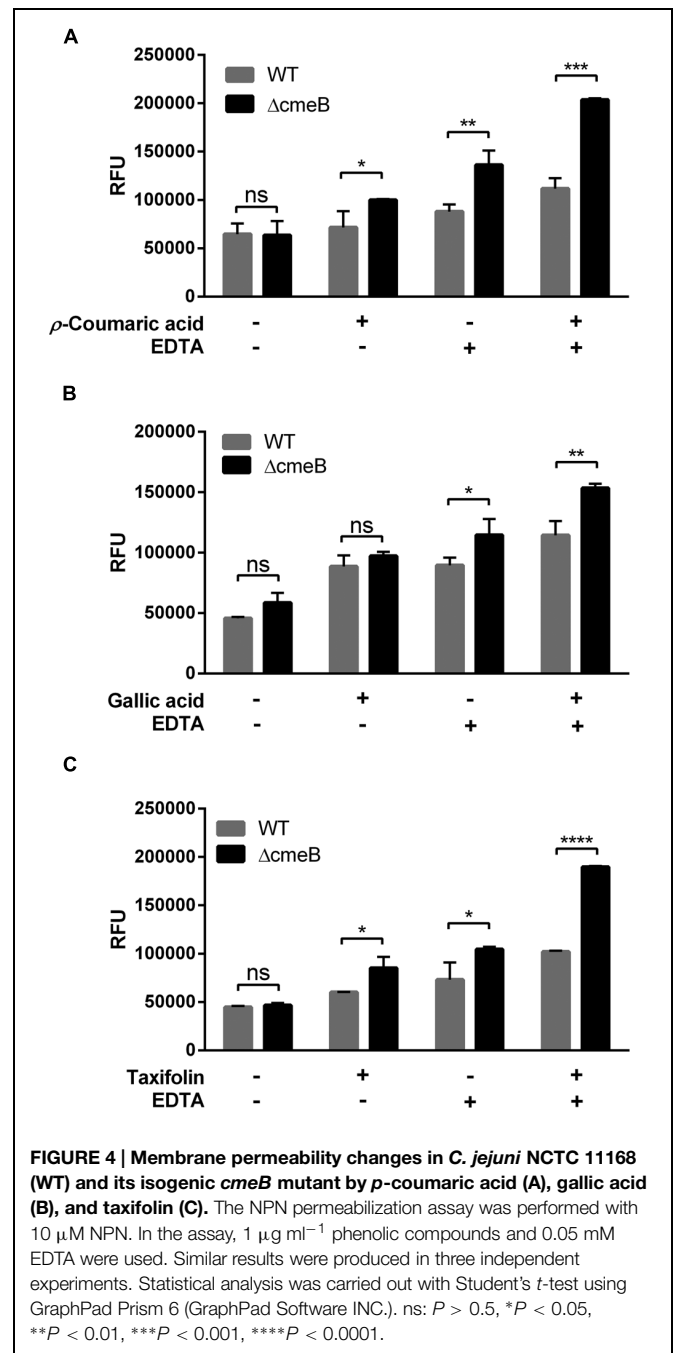 A
250000
200000
150000
100000
50000
0
RFU
WT
ΔcmeB
ns
*
**
***
ρ-Coumaric acid - + - +
EDTA - - + +
B
200000
150000
100000
50000
0
RFU
WT
ΔcmeB
ns
ns
*
**
Gallic acid - + - +
EDTA - - + +
C
250000
200000
150000
100000
50000
0
RFU
WT
ΔcmeB
ns
*
*
****
Taxifolin - + - +
EDTA - - + +
FIGURE 4 | Membrane permeability changes in C. jejuni NCTC 11168
(WT) and its isogenic cmeB mutant by p-coumaric acid (A), gallic acid
(B), and taxifolin (C). The NPN permeabilization assay was performed with
10 μM NPN. In the assay, 1 μg ml⁻¹ phenolic compounds and 0.05 mM
EDTA were used. Similar results were produced in three independent
experiments. Statistical analysis was carried out with Student's t-test using
GraphPad Prism 6 (GraphPad Software INC.). ns: P > 0.5, *P < 0.05,
**P < 0.01, ***P < 0.001, ****P < 0.0001.